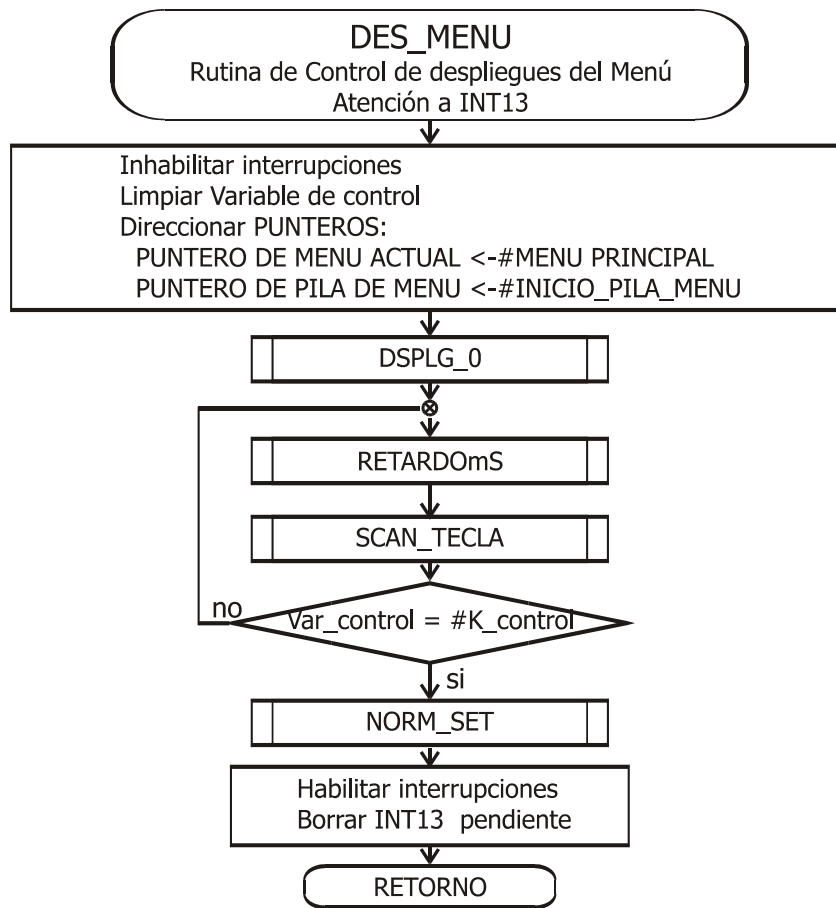 DES_MENU
Rutina de Control de despliegues del Menú
Atención a INT13
Inhabilitar interrupciones
Limpiar Variable de control
Direccionar PUNTEROS:
PUNTERO DE MENU ACTUAL <-#MENU PRINCIPAL
PUNTERO DE PILA DE MENU <-#INICIO_PILA_MENU
DSPLG_0
RETARDOmS
SCAN_TECLA
no
Var_control = #K_control
si
NORM_SET
Habilitar interrupciones
Borrar INT13 pendiente
RETORNO